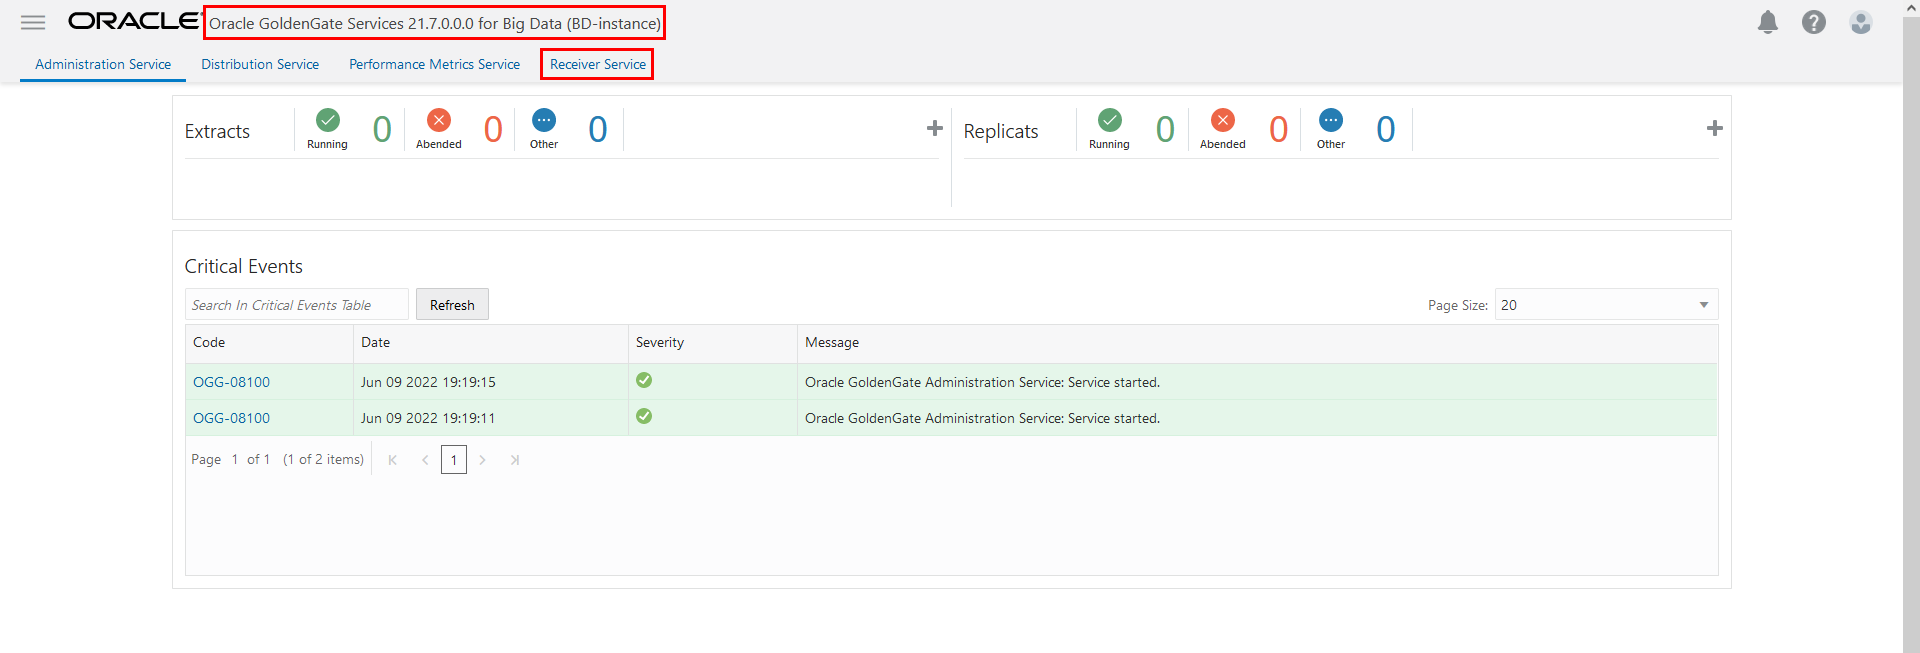 ORACLE Oracle GoldenGate Services 21.7.0.0.0 for Big Data (BD-instance)
Administration Service Distribution Service Performance Metrics Service Receiver Service
Extracts Running 0 Abended 0 Other 0 Replicats Running 0 Abended 0 Other 0
Critical Events
Search In Critical Events Table Refresh Page Size: 20
Code Date Severity Message
OGG-08100 Jun 09 2022 19:19:15 Oracle GoldenGate Administration Service: Service started.
OGG-08100 Jun 09 2022 19:19:11 Oracle GoldenGate Administration Service: Service started.
Page 1 of 1 (1 of 2 items) 1